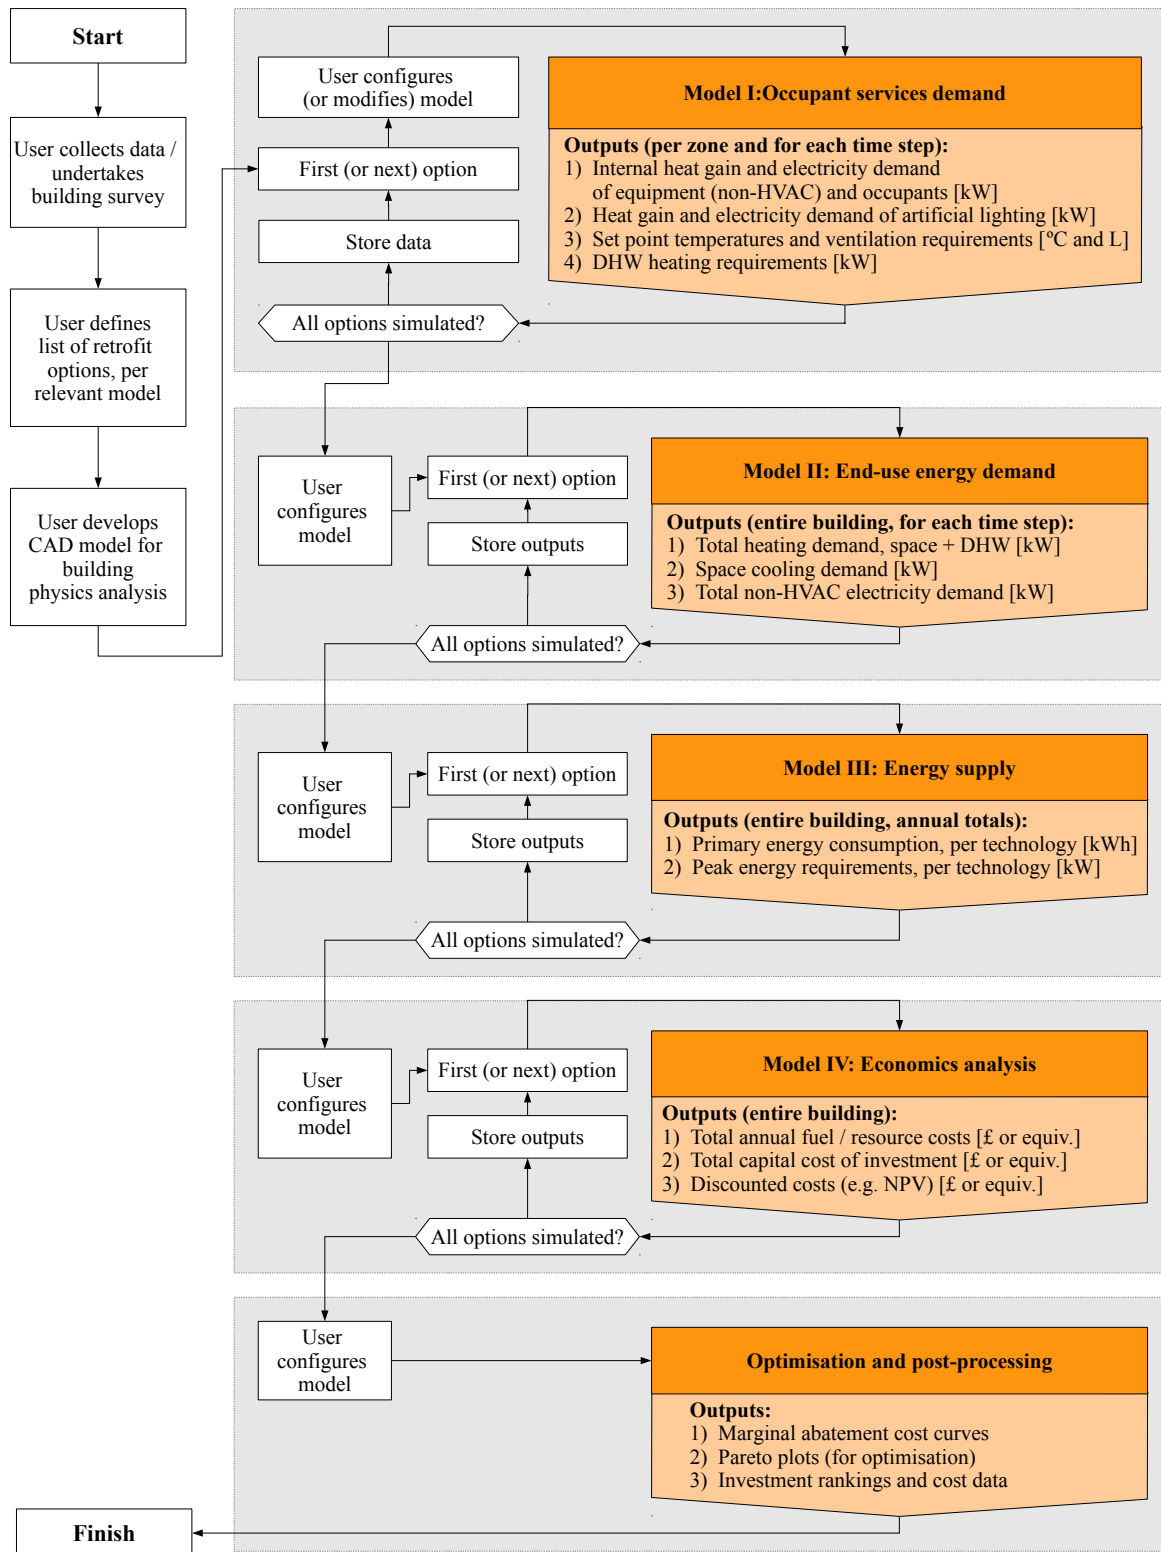 Start
User collects data /
undertakes
building survey
User defines
list of retrofit
options, per
relevant model
User develops
CAD model for
building
physics analysis
User configures
(or modifies) model
First (or next) option
Store data
All options simulated?
Model I:Occupant services demand
Outputs (per zone and for each time step):
1) Internal heat gain and electricity demand
of equipment (non-HVAC) and occupants [kW]
2) Heat gain and electricity demand of artificial lighting [kW]
3) Set point temperatures and ventilation requirements [ºC and L]
4) DHW heating requirements [kW]
User
configures
model
First (or next) option
Store outputs
All options simulated?
Model II: End-use energy demand
Outputs (entire building, for each time step):
1) Total heating demand, space + DHW [kW]
2) Space cooling demand [kW]
3) Total non-HVAC electricity demand [kW]
User
configures
model
First (or next) option
Store outputs
All options simulated?
Model III: Energy supply
Outputs (entire building, annual totals):
1) Primary energy consumption, per technology [kWh]
2) Peak energy requirements, per technology [kW]
User
configures
model
First (or next) option
Store outputs
All options simulated?
Model IV: Economics analysis
Outputs (entire building):
1) Total annual fuel / resource costs [£ or equiv.]
2) Total capital cost of investment [£ or equiv.]
3) Discounted costs (e.g. NPV) [£ or equiv.]
User
configures
model
Optimisation and post-processing
Outputs:
1) Marginal abatement cost curves
2) Pareto plots (for optimisation)
3) Investment rankings and cost data
Finish